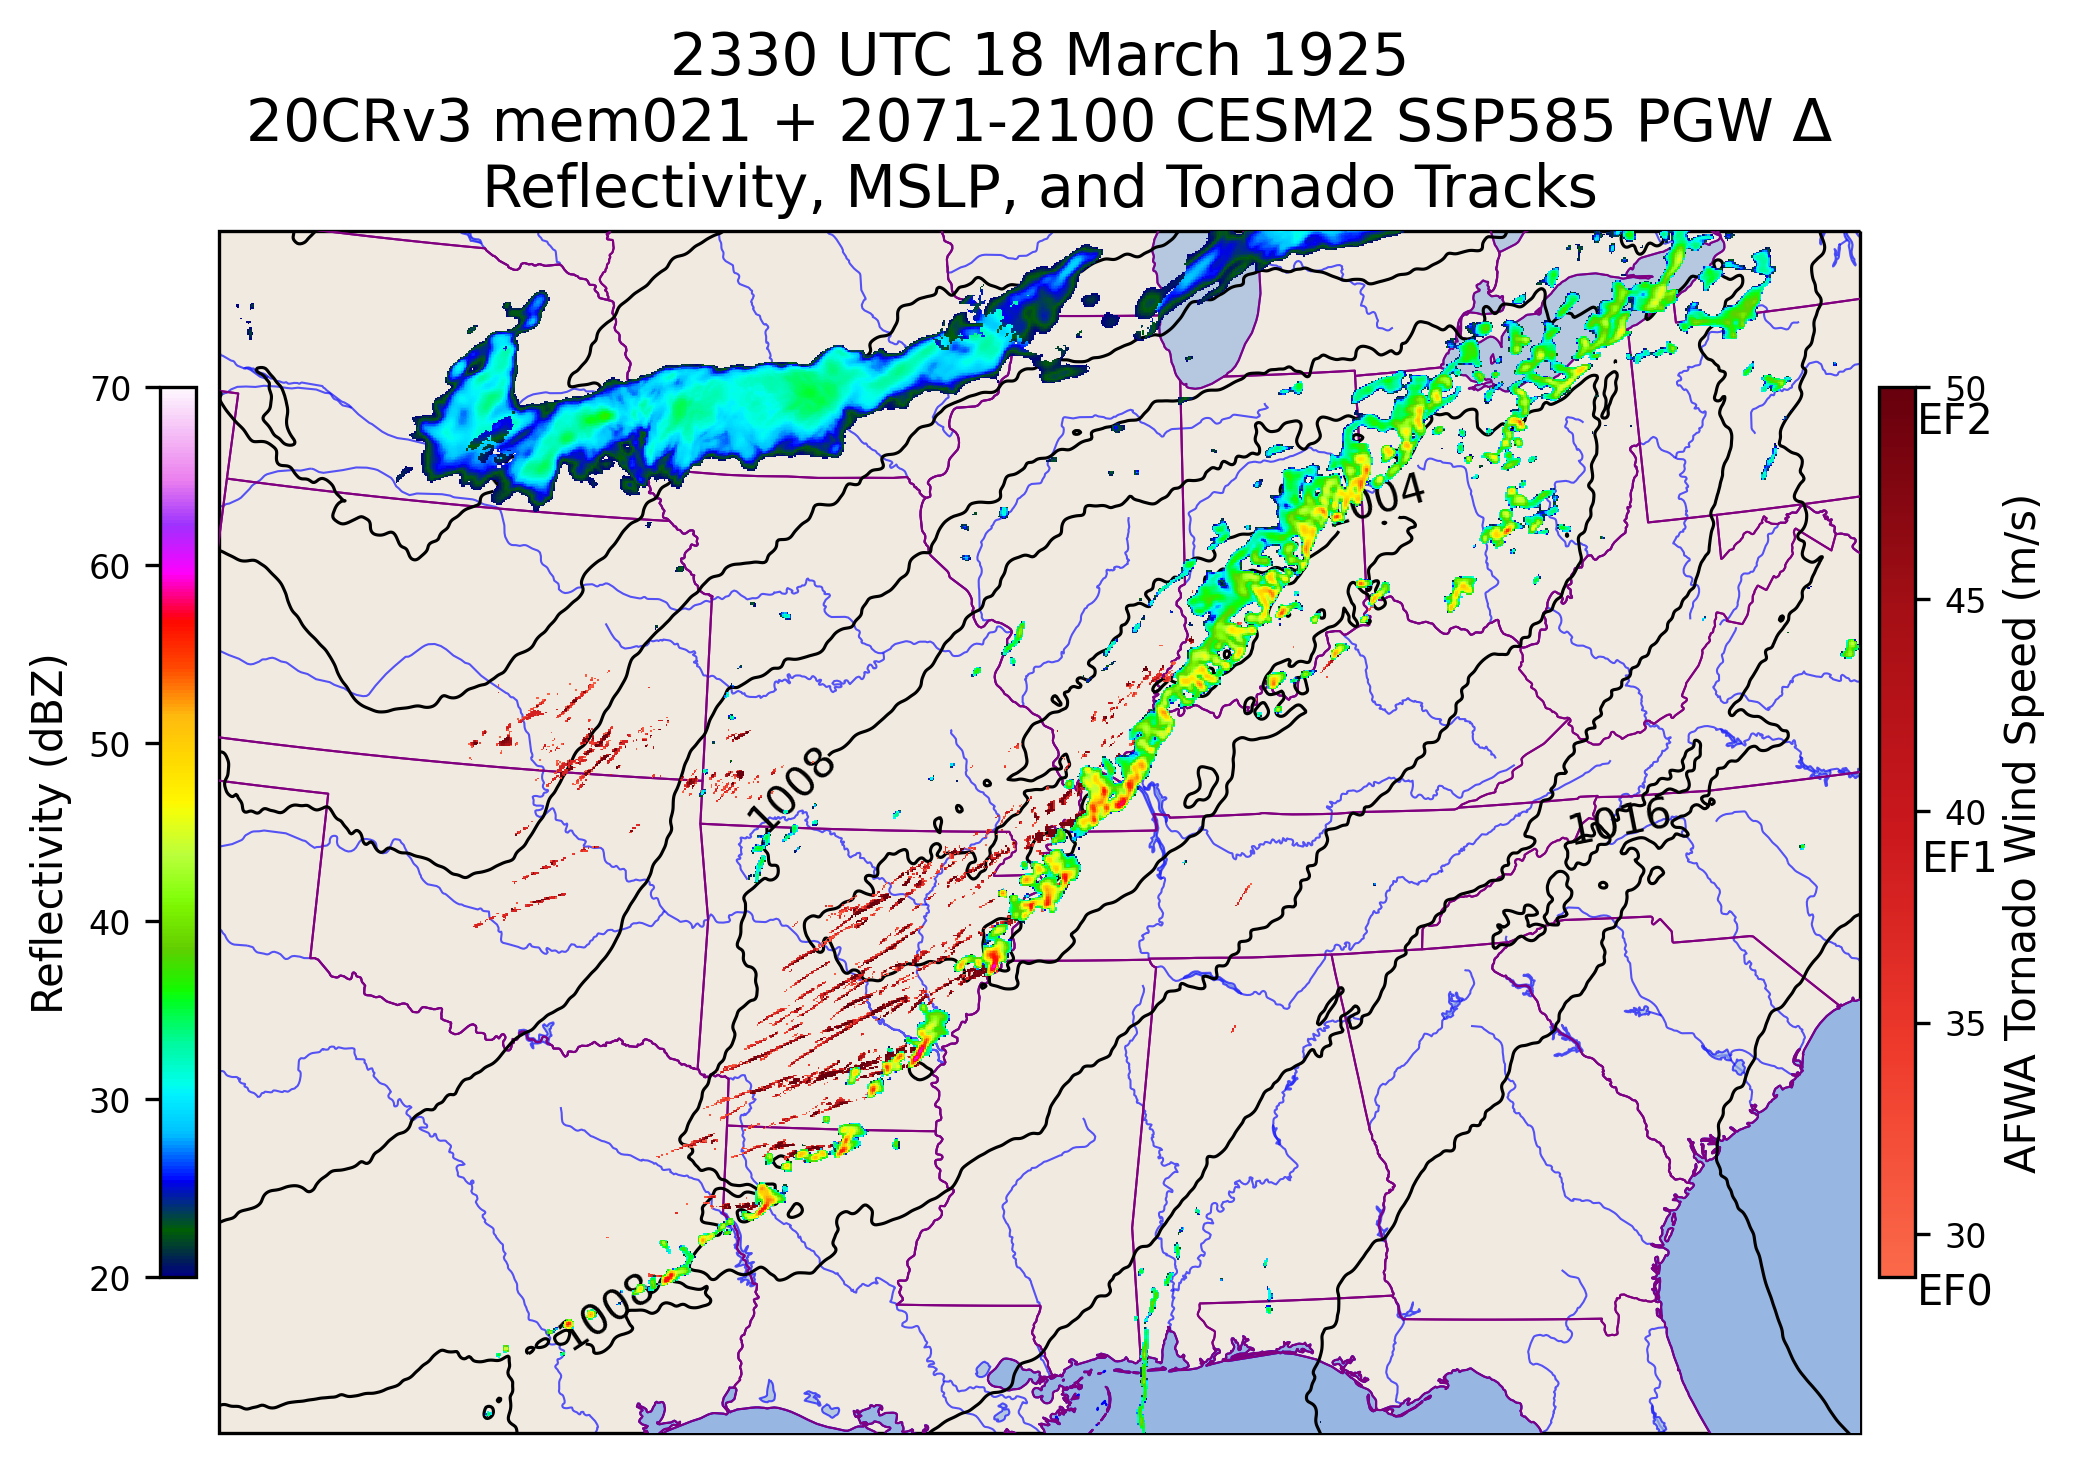 2330 UTC 18 March 1925
20CRv3 mem021 + 2071-2100 CESM2 SSP585 PGW Δ
Reflectivity, MSLP, and Tornado Tracks
70
60
50
40
30
20
Reflectivity (dBZ)
1004
1008
1016
1008
50
EF2
45
40
EF1
35
30
EF0
AFWA Tornado Wind Speed (m/s)